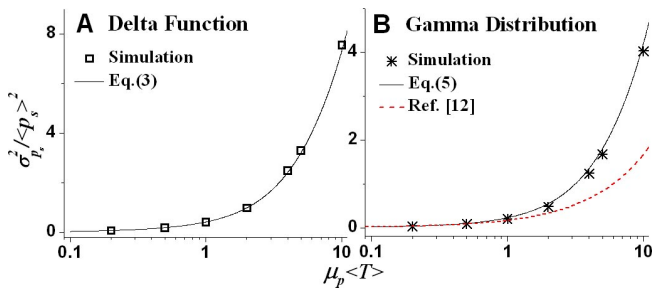 A Delta Function
Simulation
Eq.(3)
B Gamma Distribution
Simulation
Eq.(5)
Ref. [12]
σ²ₚₛ/<pₛ>²
8
4
0
0.1 1 10
4
2
0
0.1 1 10
μₚ<T>